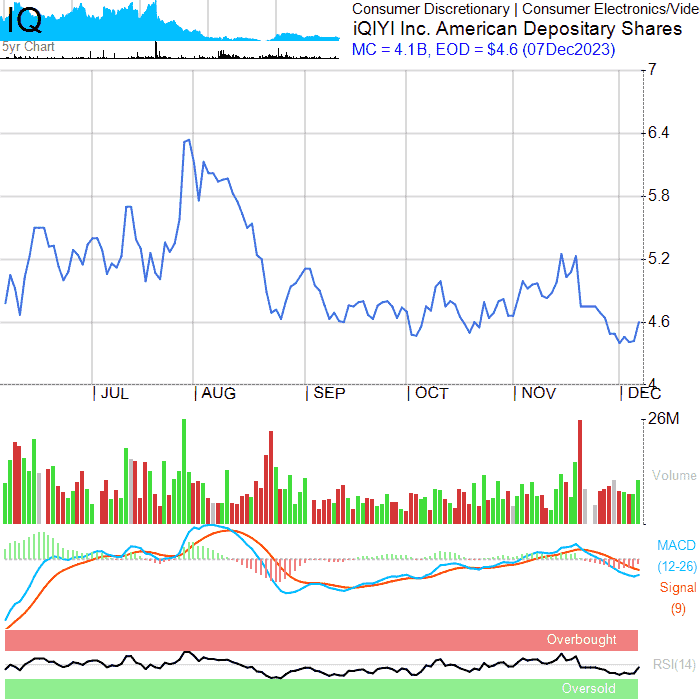 IQ
5yr Chart
Consumer Discretionary | Consumer Electronics/Vide
iQIYI Inc. American Depositary Shares
MC = 4.1B, EOD = $4.6 (07Dec2023)
7
6.4
5.8
5.2
4.6
4
| JUL | AUG | SEP | OCT | NOV | DEC
26M
Volume
MACD
(12-26)
Signal
(9)
Overbought
RSI(14)
Oversold